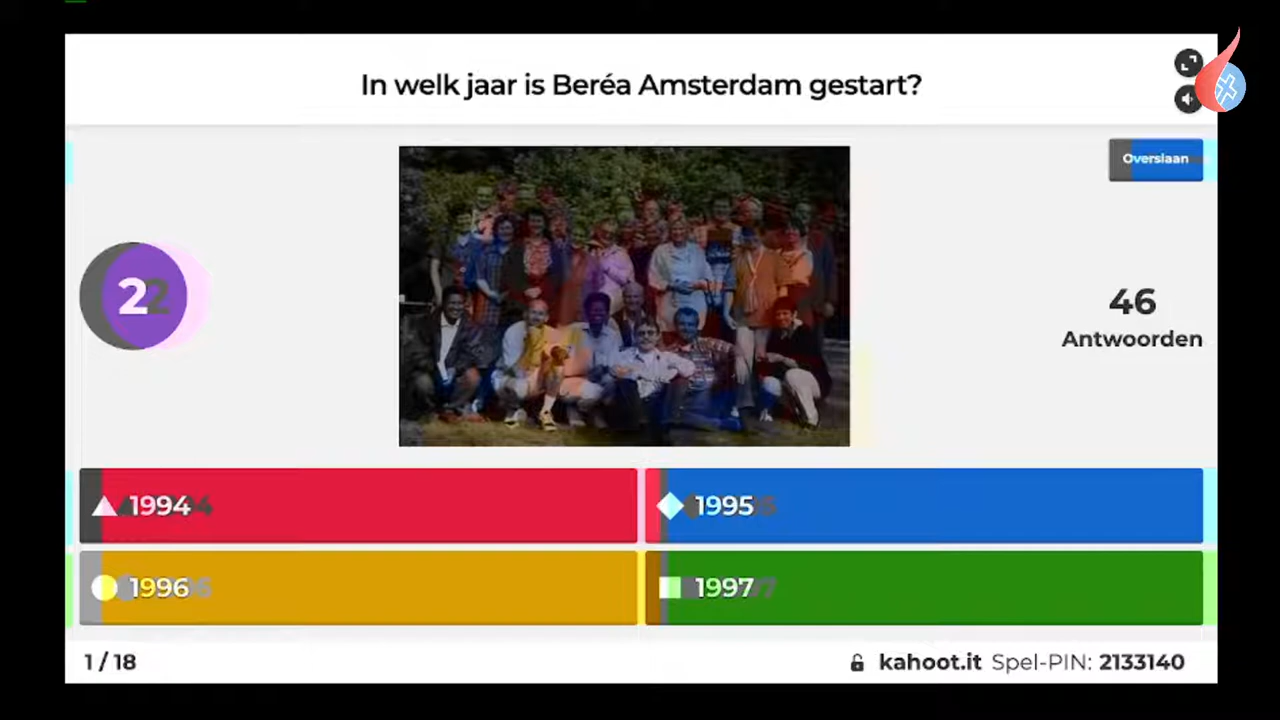 In welk jaar is Beréa Amsterdam gestart?
Overslaan
2
46
Antwoorden
1994
1995
1996
1997
1 / 18
kahoot.it Spel-PIN: 2133140